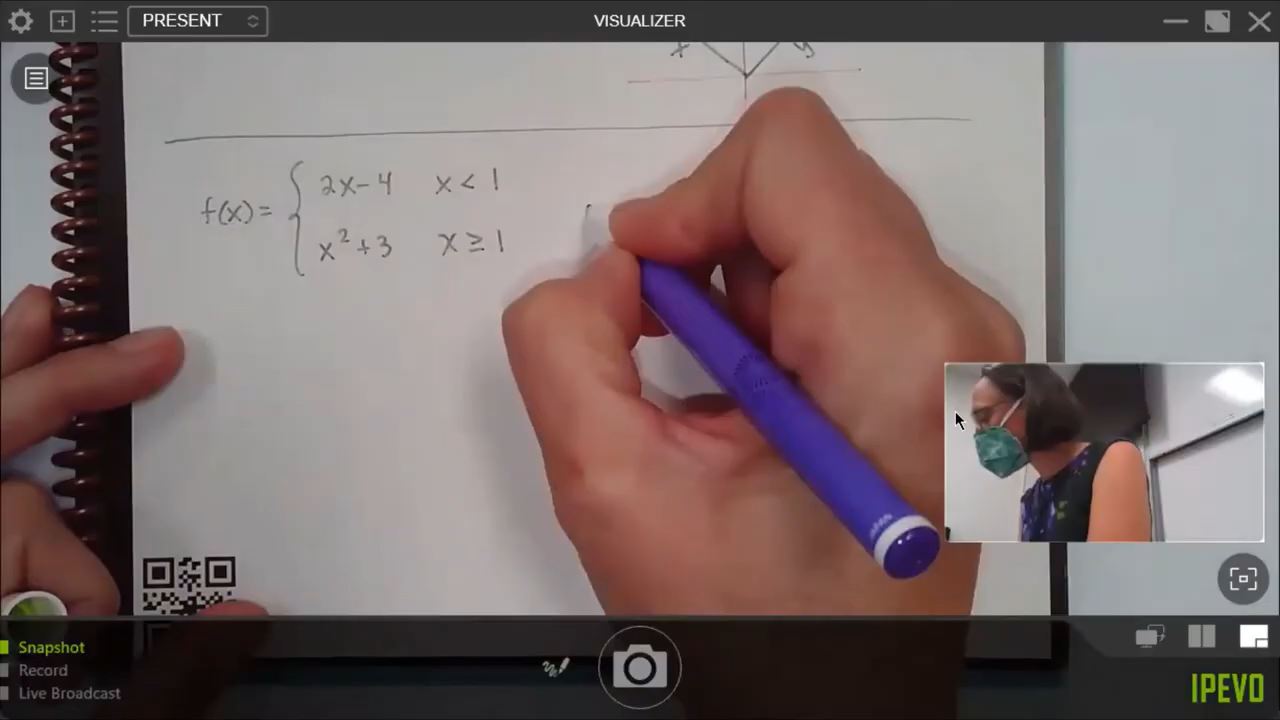 PRESENT
VISUALIZER
x
y
f(x) = { 2x - 4 x < 1
x² + 3 x ≥ 1
Snapshot
Record
Live Broadcast
IPEVO